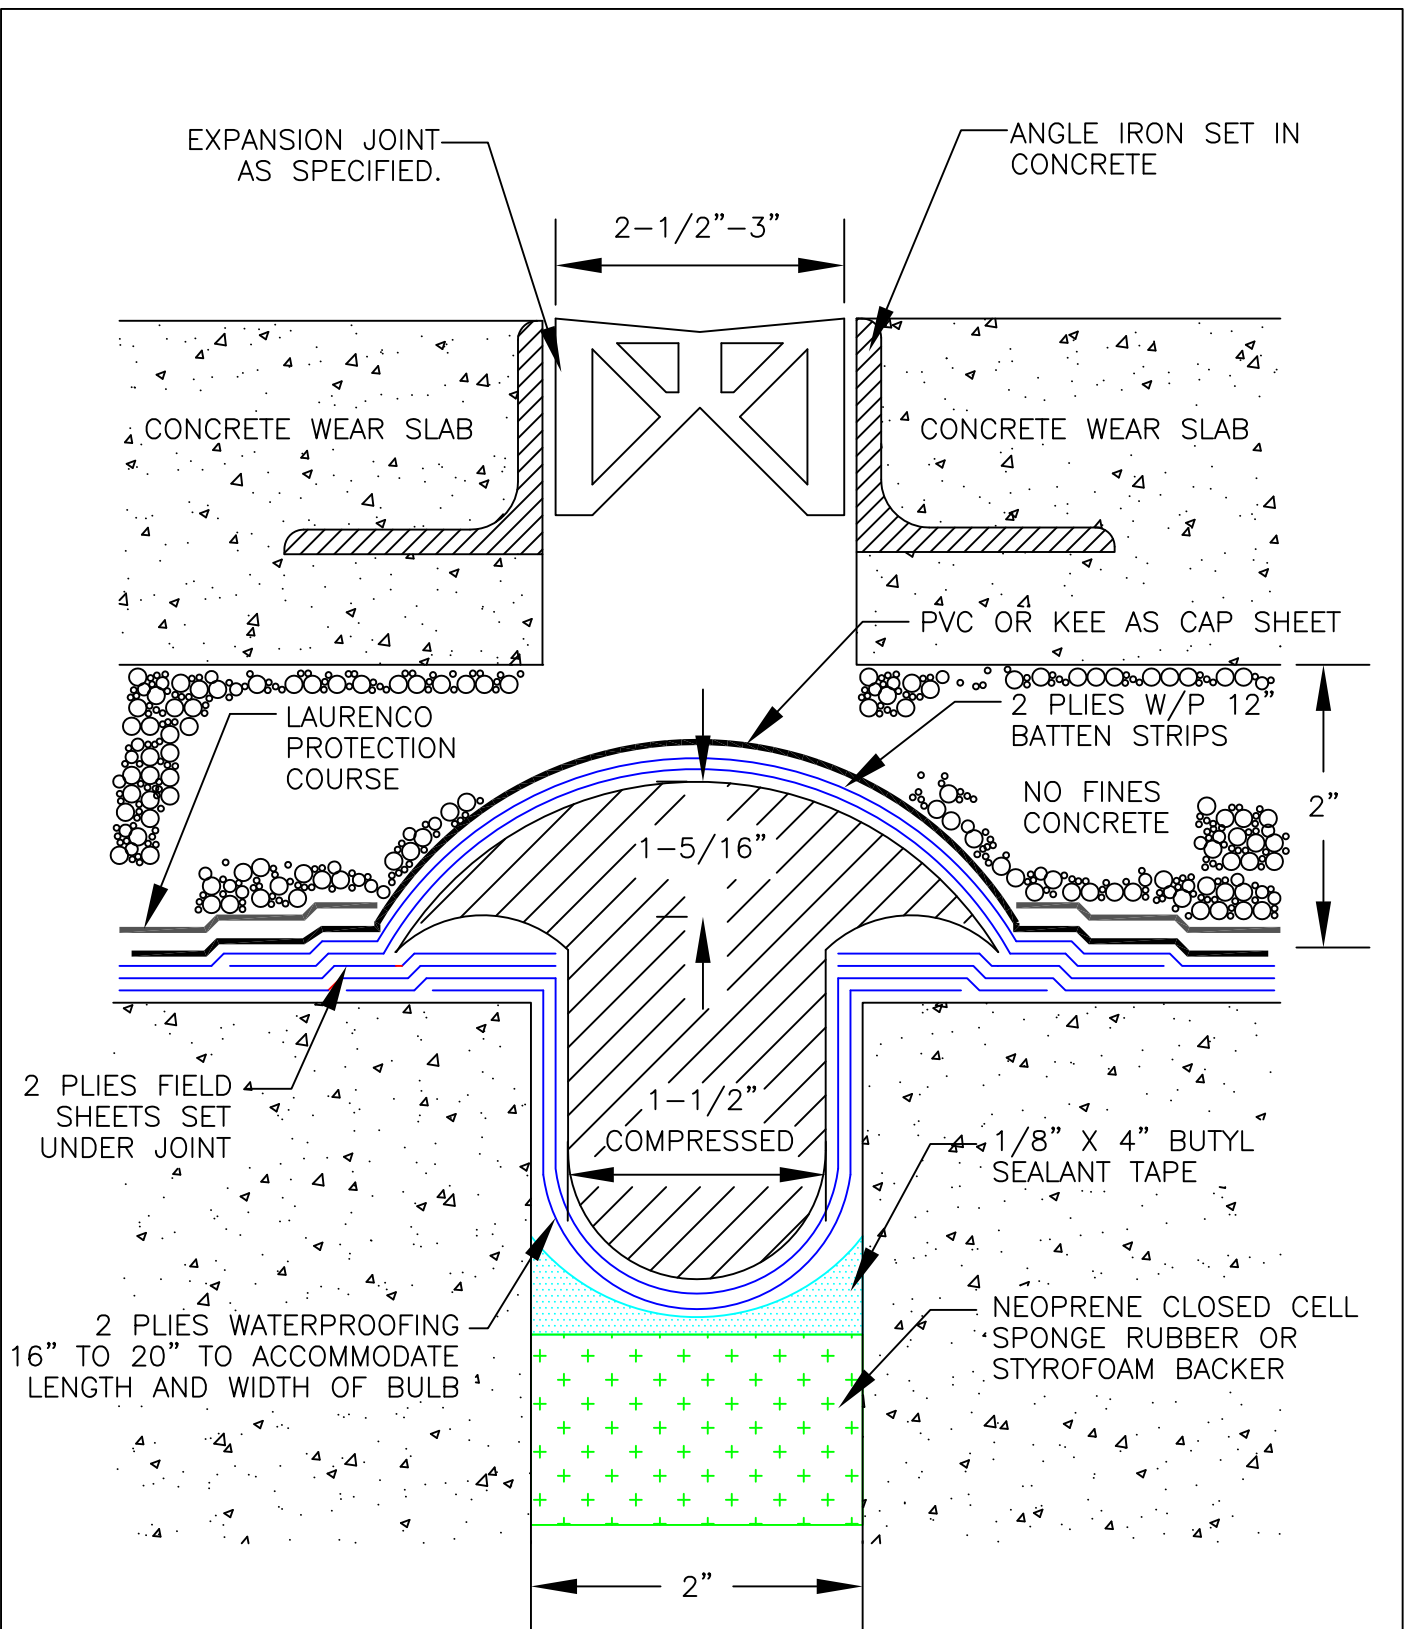 EXPANSION JOINT
AS SPECIFIED.
ANGLE IRON SET IN
CONCRETE
2-1/2"-3"
CONCRETE WEAR SLAB
CONCRETE WEAR SLAB
PVC OR KEE AS CAP SHEET
LAURENCO
PROTECTION
COURSE
2 PLIES W/P 12"
BATTEN STRIPS
NO FINES
CONCRETE
2"
1-5/16"
2 PLIES FIELD
SHEETS SET
UNDER JOINT
1-1/2"
COMPRESSED
1/8" X 4" BUTYL
SEALANT TAPE
2 PLIES WATERPROOFING
16" TO 20" TO ACCOMMODATE
LENGTH AND WIDTH OF BULB
NEOPRENE CLOSED CELL
SPONGE RUBBER OR
STYROFOAM BACKER
2"